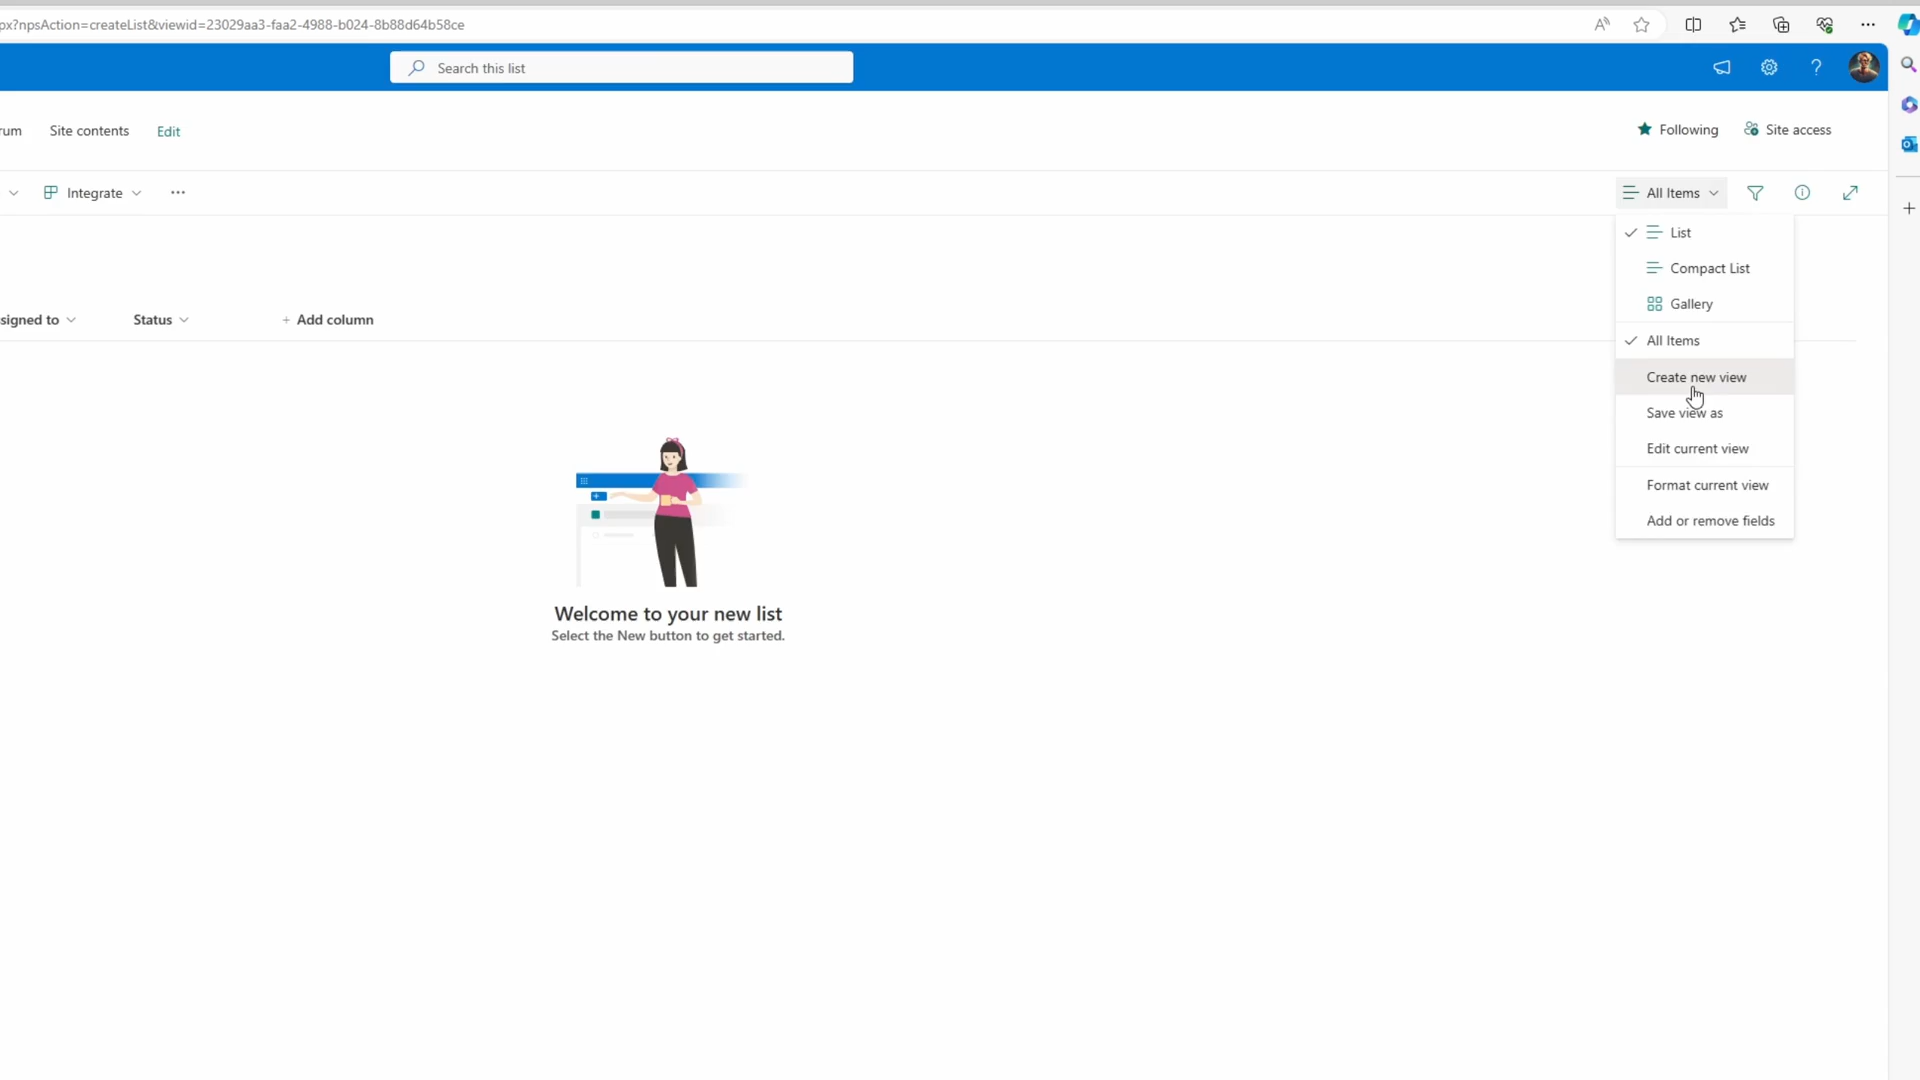 px?npsAction=createList&viewid=23029aa3-faa2-4988-b024-8b88d64b58ce
Search this list
rum Site contents Edit
Following Site access
Integrate
All Items
List
Compact List
Gallery
signed to Status + Add column
All Items
Create new view
Save view as
Edit current view
Format current view
Add or remove fields
Welcome to your new list
Select the New button to get started.